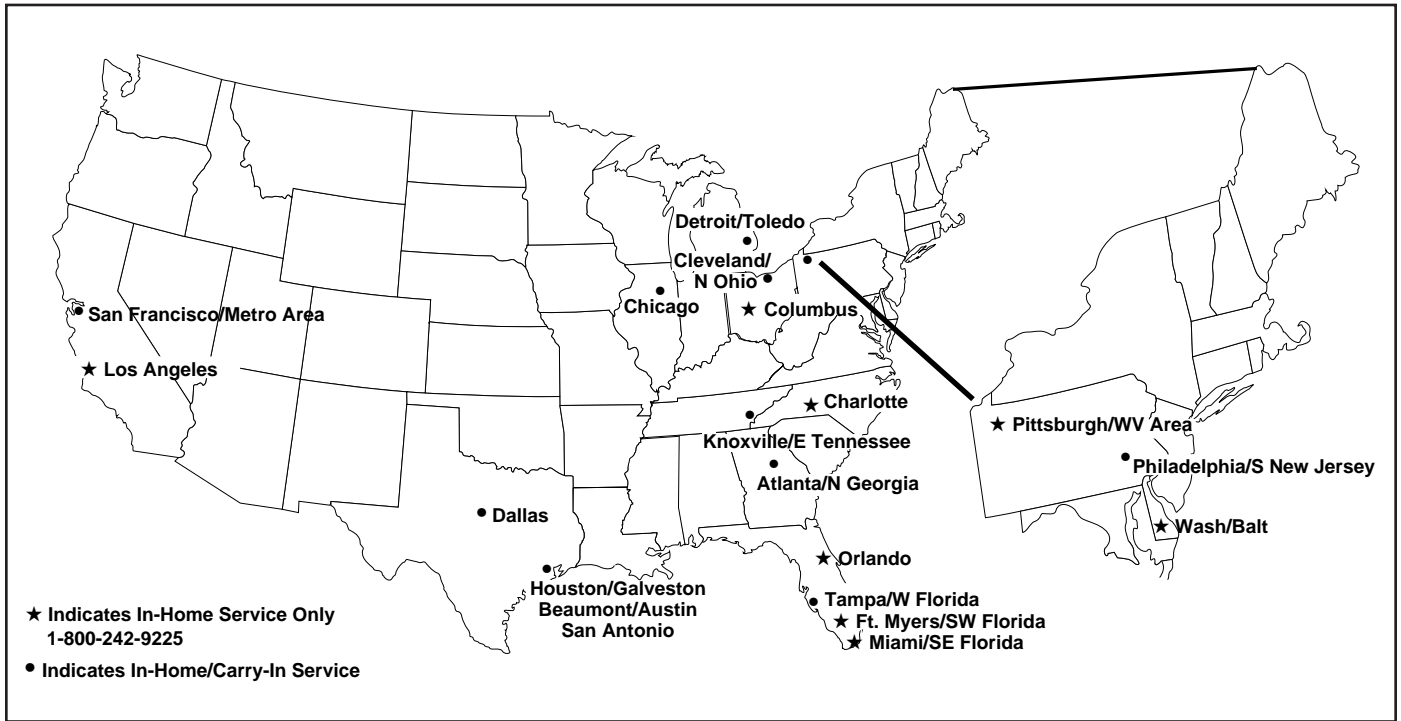 Detroit/Toledo
Cleveland/
N Ohio
Chicago
★ Columbus
San Francisco/Metro Area
★ Los Angeles
★ Charlotte
Knoxville/E Tennessee
Atlanta/N Georgia
★ Pittsburgh/WV Area
Philadelphia/S New Jersey
★ Wash/Balt
Dallas
★ Orlando
Houston/Galveston
Beaumont/Austin
San Antonio
Tampa/W Florida
★ Ft. Myers/SW Florida
★ Miami/SE Florida
★ Indicates In-Home Service Only
1-800-242-9225
● Indicates In-Home/Carry-In Service